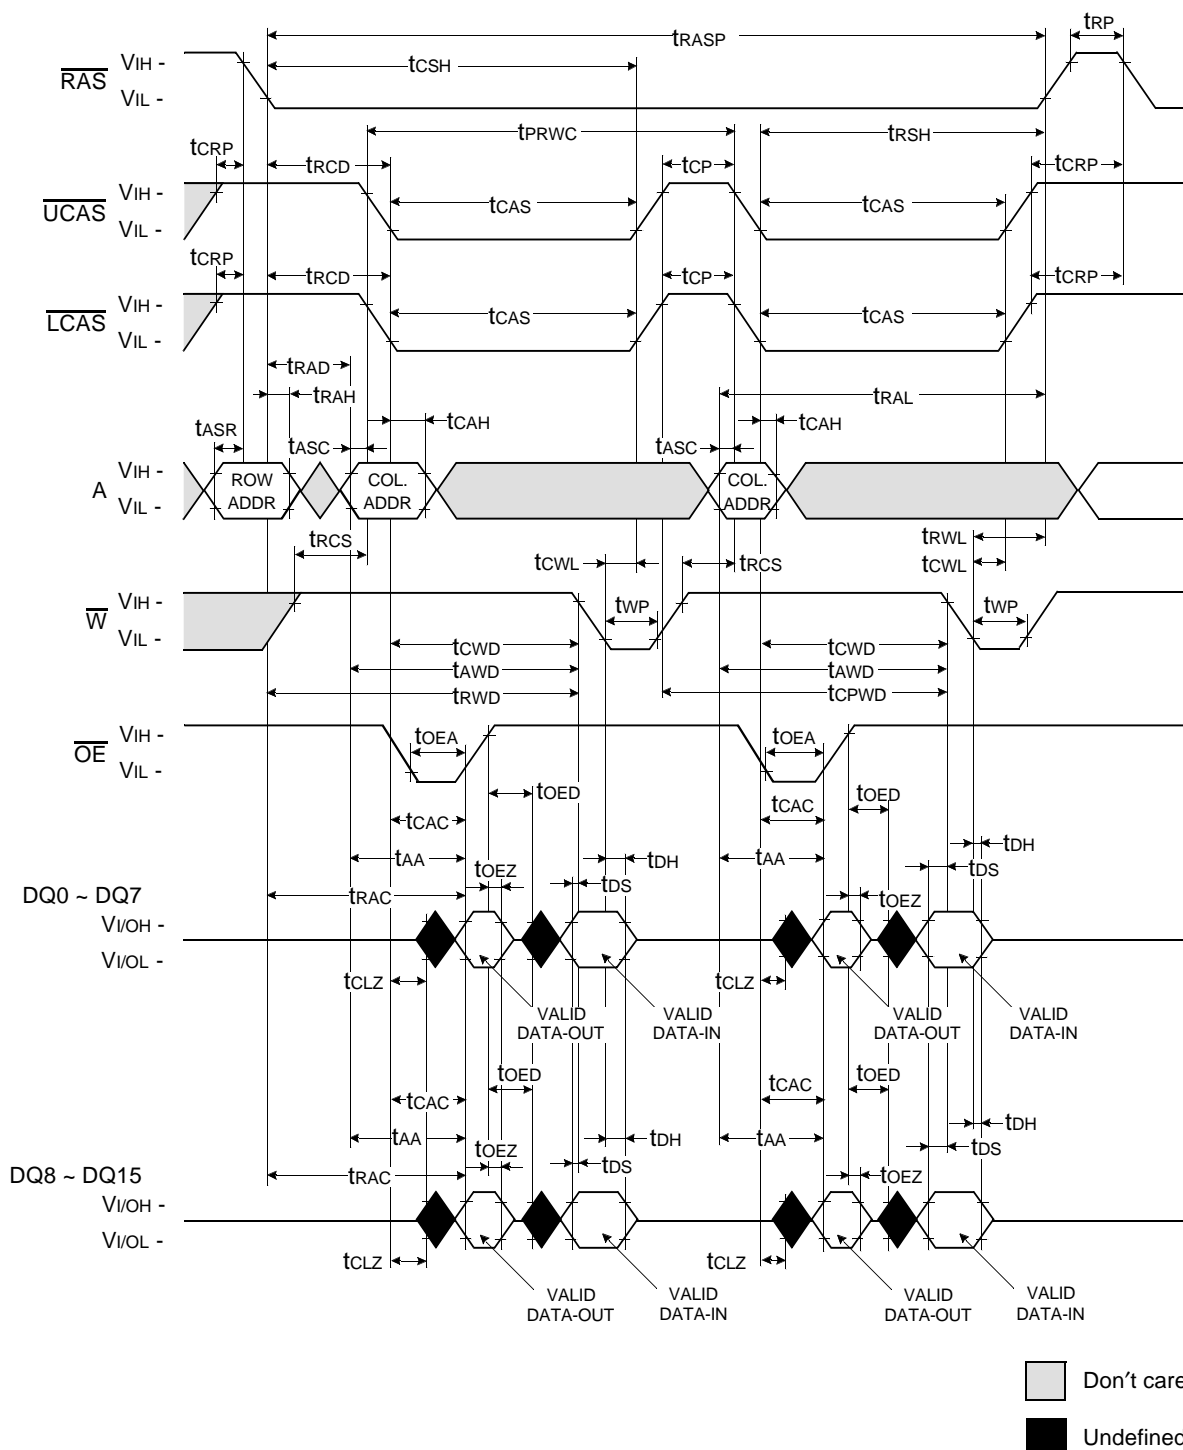 tRP
tRASP
tCSH
RAS
VIH -
VIL -
tPRWC
tRSH
tCRP
tRCD
tCP
tCRP
UCAS
VIH -
VIL -
tCAS
tCAS
tCRP
tRCD
tCP
tCRP
LCAS
VIH -
VIL -
tCAS
tCAS
tRAD
tRAH
tRAL
tASR
tASC
tCAH
tASC
tCAH
A
VIH -
VIL -
ROW
ADDR
COL.
ADDR
COL.
ADDR
tRCS
tCWL
tRCS
tRWL
tCWL
W
VIH -
VIL -
tWP
tWP
tCWD
tCWD
tAWD
tAWD
tRWD
tCPWD
OE
VIH -
VIL -
tOEA
tOEA
tOED
tOED
tCAC
tCAC
tAA
tOEZ
tDH
tAA
tDH
tDS
tDS
tRAC
tOEZ
DQ0 ~ DQ7
VI/OH -
VI/OL -
tCLZ
tCLZ
VALID
DATA-OUT
VALID
DATA-IN
VALID
DATA-OUT
VALID
DATA-IN
tOED
tOED
tCAC
tCAC
tAA
tOEZ
tDH
tAA
tDH
tDS
tDS
tRAC
tOEZ
DQ8 ~ DQ15
VI/OH -
VI/OL -
tCLZ
tCLZ
VALID
DATA-OUT
VALID
DATA-IN
VALID
DATA-OUT
VALID
DATA-IN
Don′t care
Undefined